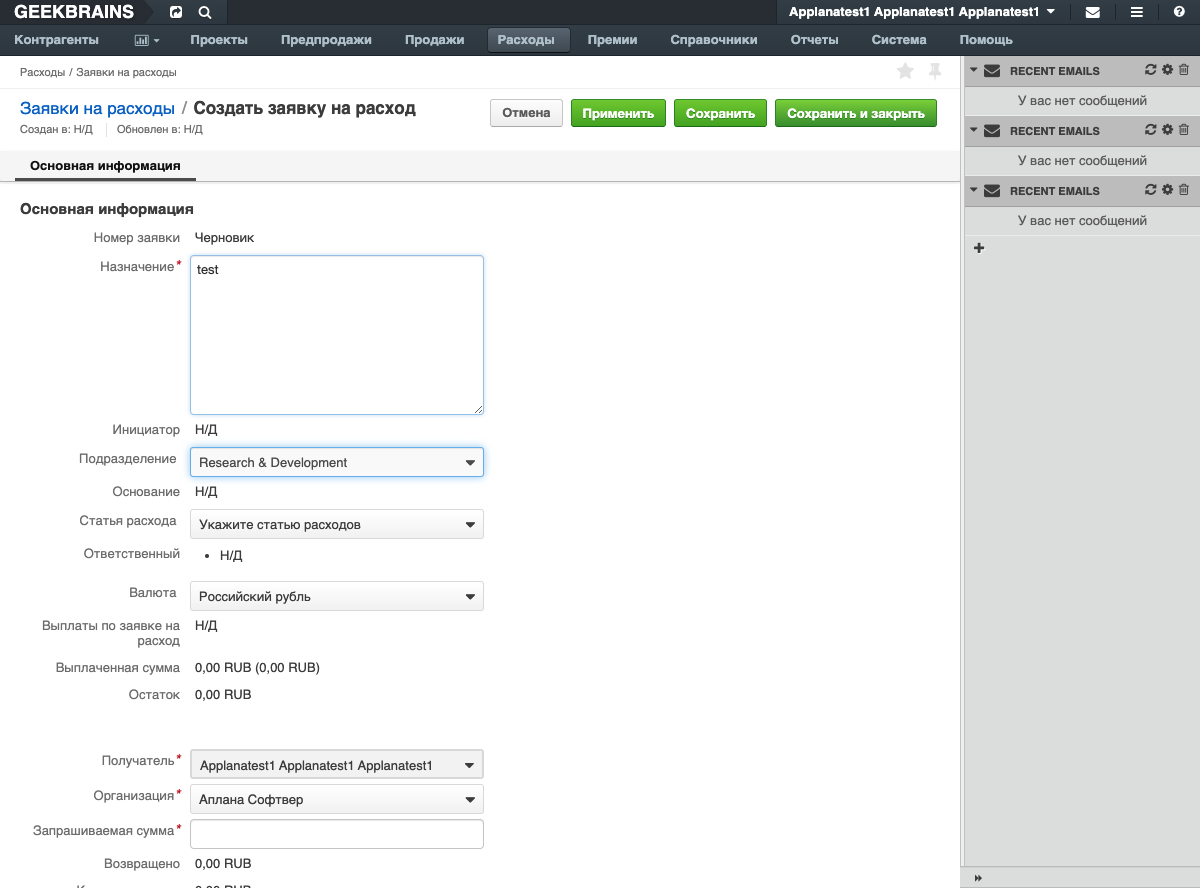 GEEKBRAINS
Applanatest1 Applanatest1 Applanatest1
Контрагенты Проекты Предпродажи Продажи Расходы Премии Справочники Отчеты Система Помощь
Расходы / Заявки на расходы
Заявки на расходы / Создать заявку на расход
Отмена Применить Сохранить Сохранить и закрыть
Создан в: Н/Д Обновлен в: Н/Д
Основная информация
Основная информация
Номер заявки Черновик
Назначение* test
Инициатор Н/Д
Подразделение Research & Development
Основание Н/Д
Статья расхода Укажите статью расходов
Ответственный • Н/Д
Валюта Российский рубль
Выплаты по заявке на Н/Д
расход
Выплаченная сумма 0,00 RUB (0,00 RUB)
Остаток 0,00 RUB
Получатель* Applanatest1 Applanatest1 Applanatest1
Организация* Аплана Софтвер
Запрашиваемая сумма*
Возвращено 0,00 RUB
0,00 RUB
RECENT EMAILS
У вас нет сообщений
RECENT EMAILS
У вас нет сообщений
RECENT EMAILS
У вас нет сообщений